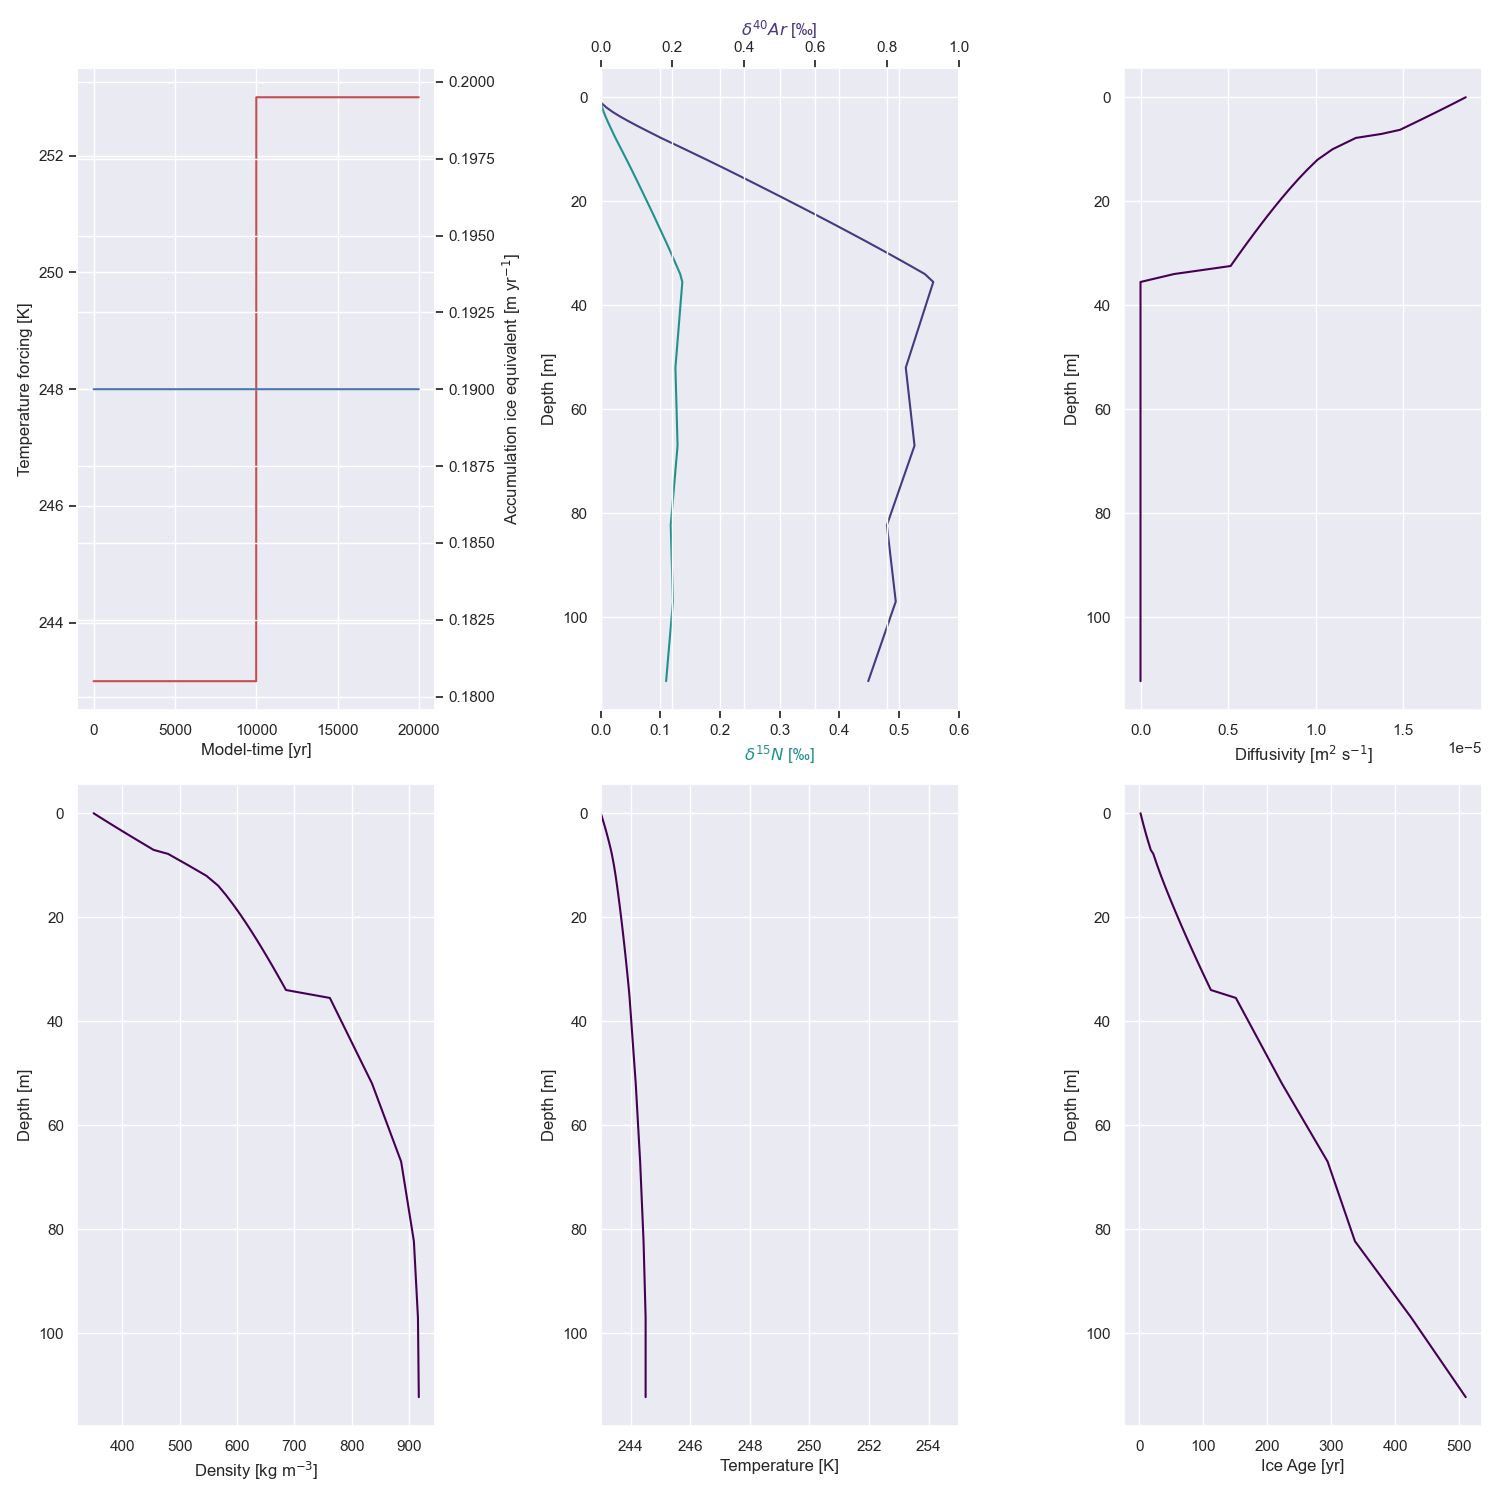 δ⁴⁰Ar [‰]
0.0 0.2 0.4 0.6 0.8 1.0
Temperature forcing [K]
252
250
248
246
244
0.2000
0.1975
0.1950
0.1925
0.1900
0.1875
0.1850
0.1825
0.1800
Accumulation ice equivalent [m yr⁻¹]
0 5000 10000 15000 20000
Model-time [yr]
Depth [m]
0
20
40
60
80
100
0.0 0.1 0.2 0.3 0.4 0.5 0.6
δ¹⁵N [‰]
Depth [m]
0
20
40
60
80
100
0.0 0.5 1.0 1.5
1e−5
Diffusivity [m² s⁻¹]
Depth [m]
0
20
40
60
80
100
400 500 600 700 800 900
Density [kg m⁻³]
Depth [m]
0
20
40
60
80
100
244 246 248 250 252 254
Temperature [K]
Depth [m]
0
20
40
60
80
100
0 100 200 300 400 500
Ice Age [yr]